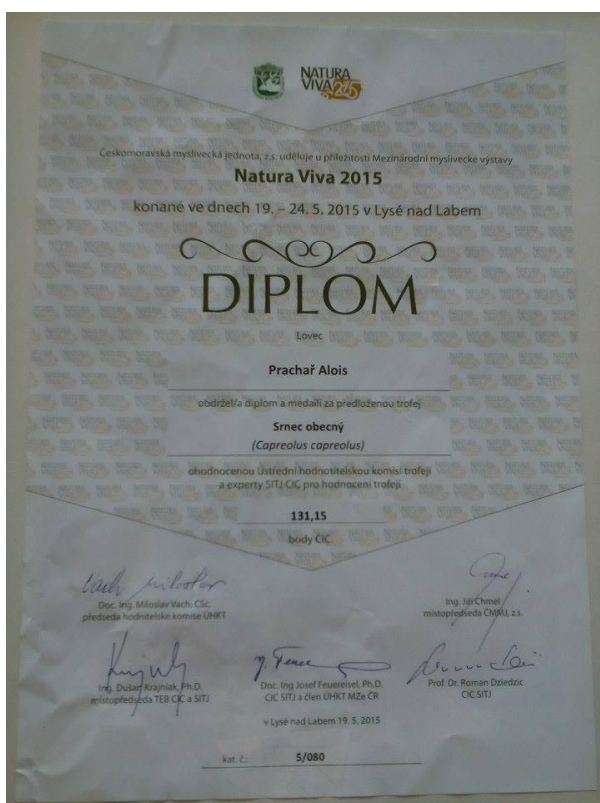 NATURA
VIVA 2015
Českomoravská myslivecká jednota, z.s. uděluje u příležitosti Mezinárodní myslivecké výstavy
Natura Viva 2015
konané ve dnech 19. – 24. 5. 2015 v Lysé nad Labem
DIPLOM
Lovec
Prachař Alois
obdržel/a diplom a medaili za předloženou trofej
Srnec obecný
(Capreolus capreolus)
ohodnocenou Ústřední hodnotitelskou komisí trofejí
a experty SITJ CIC pro hodnocení trofejí
131,15
body CIC
Doc. Ing. Miloslav Vach, CSc.
předseda hodnotitelské komise ÚHKT
Ing. Jiří Chmel
místopředseda ČMMJ, z.s.
Ing. Dušan Krajniak, Ph.D.
místopředseda TEB CIC a SITJ
Doc. Ing Josef Feuereisel, Ph.D.
CIC SITJ a člen ÚHKT MZe ČR
Prof. Dr. Roman Dziedzic
CIC SITJ
v Lysé nad Labem 19. 5. 2015
kat. č.: 5/080